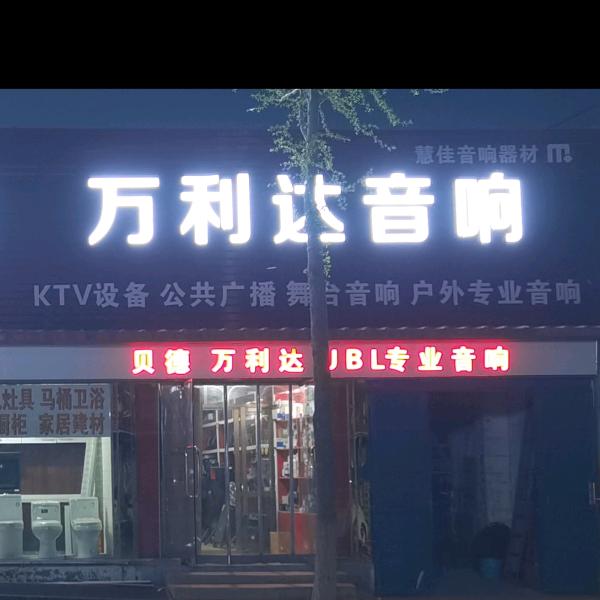 慧佳音响器材
万利达音响
KTV设备 公共广播 舞台音响 户外专业音响
贝德 万利达 JBL专业音响
灶具 马桶卫浴
橱柜 家居建材